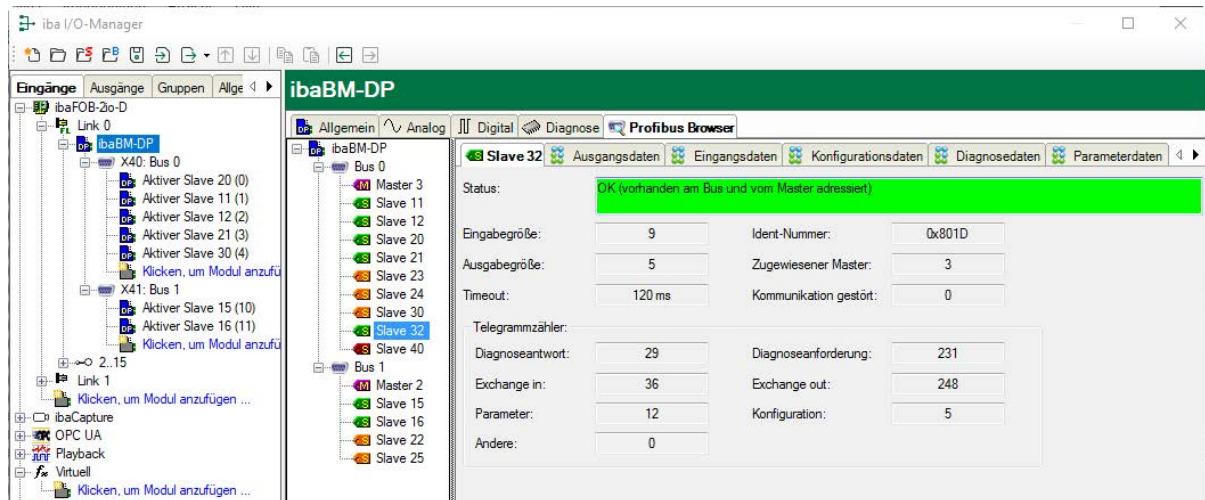 iba I/O-Manager
Eingänge Ausgänge Gruppen Allge
ibaFOB-2io-D
Link 0
ibaBM-DP
X40: Bus 0
Aktiver Slave 20 (0)
Aktiver Slave 11 (1)
Aktiver Slave 12 (2)
Aktiver Slave 21 (3)
Aktiver Slave 30 (4)
Klicken, um Modul anzufü
X41: Bus 1
Aktiver Slave 15 (10)
Aktiver Slave 16 (11)
Klicken, um Modul anzufü
2..15
Link 1
Klicken, um Modul anzufügen ...
ibaCapture
OPC UA
Playback
Virtuell
Klicken, um Modul anzufügen ...
ibaBM-DP
Allgemein Analog Digital Diagnose Profibus Browser
ibaBM-DP
Bus 0
Master 3
Slave 11
Slave 12
Slave 20
Slave 21
Slave 23
Slave 24
Slave 30
Slave 32
Slave 40
Bus 1
Master 2
Slave 15
Slave 16
Slave 22
Slave 25
Slave 32 Ausgangsdaten Eingangsdaten Konfigurationsdaten Diagnosedaten Parameterdaten
Status: OK (vorhanden am Bus und vom Master adressiert)
Eingabegröße: 9 Ident-Nummer: 0x801D
Ausgabegröße: 5 Zugewiesener Master: 3
Timeout: 120 ms Kommunikation gestört: 0
Telegrammzähler:
Diagnoseantwort: 29 Diagnoseanforderung: 231
Exchange in: 36 Exchange out: 248
Parameter: 12 Konfiguration: 5
Andere: 0